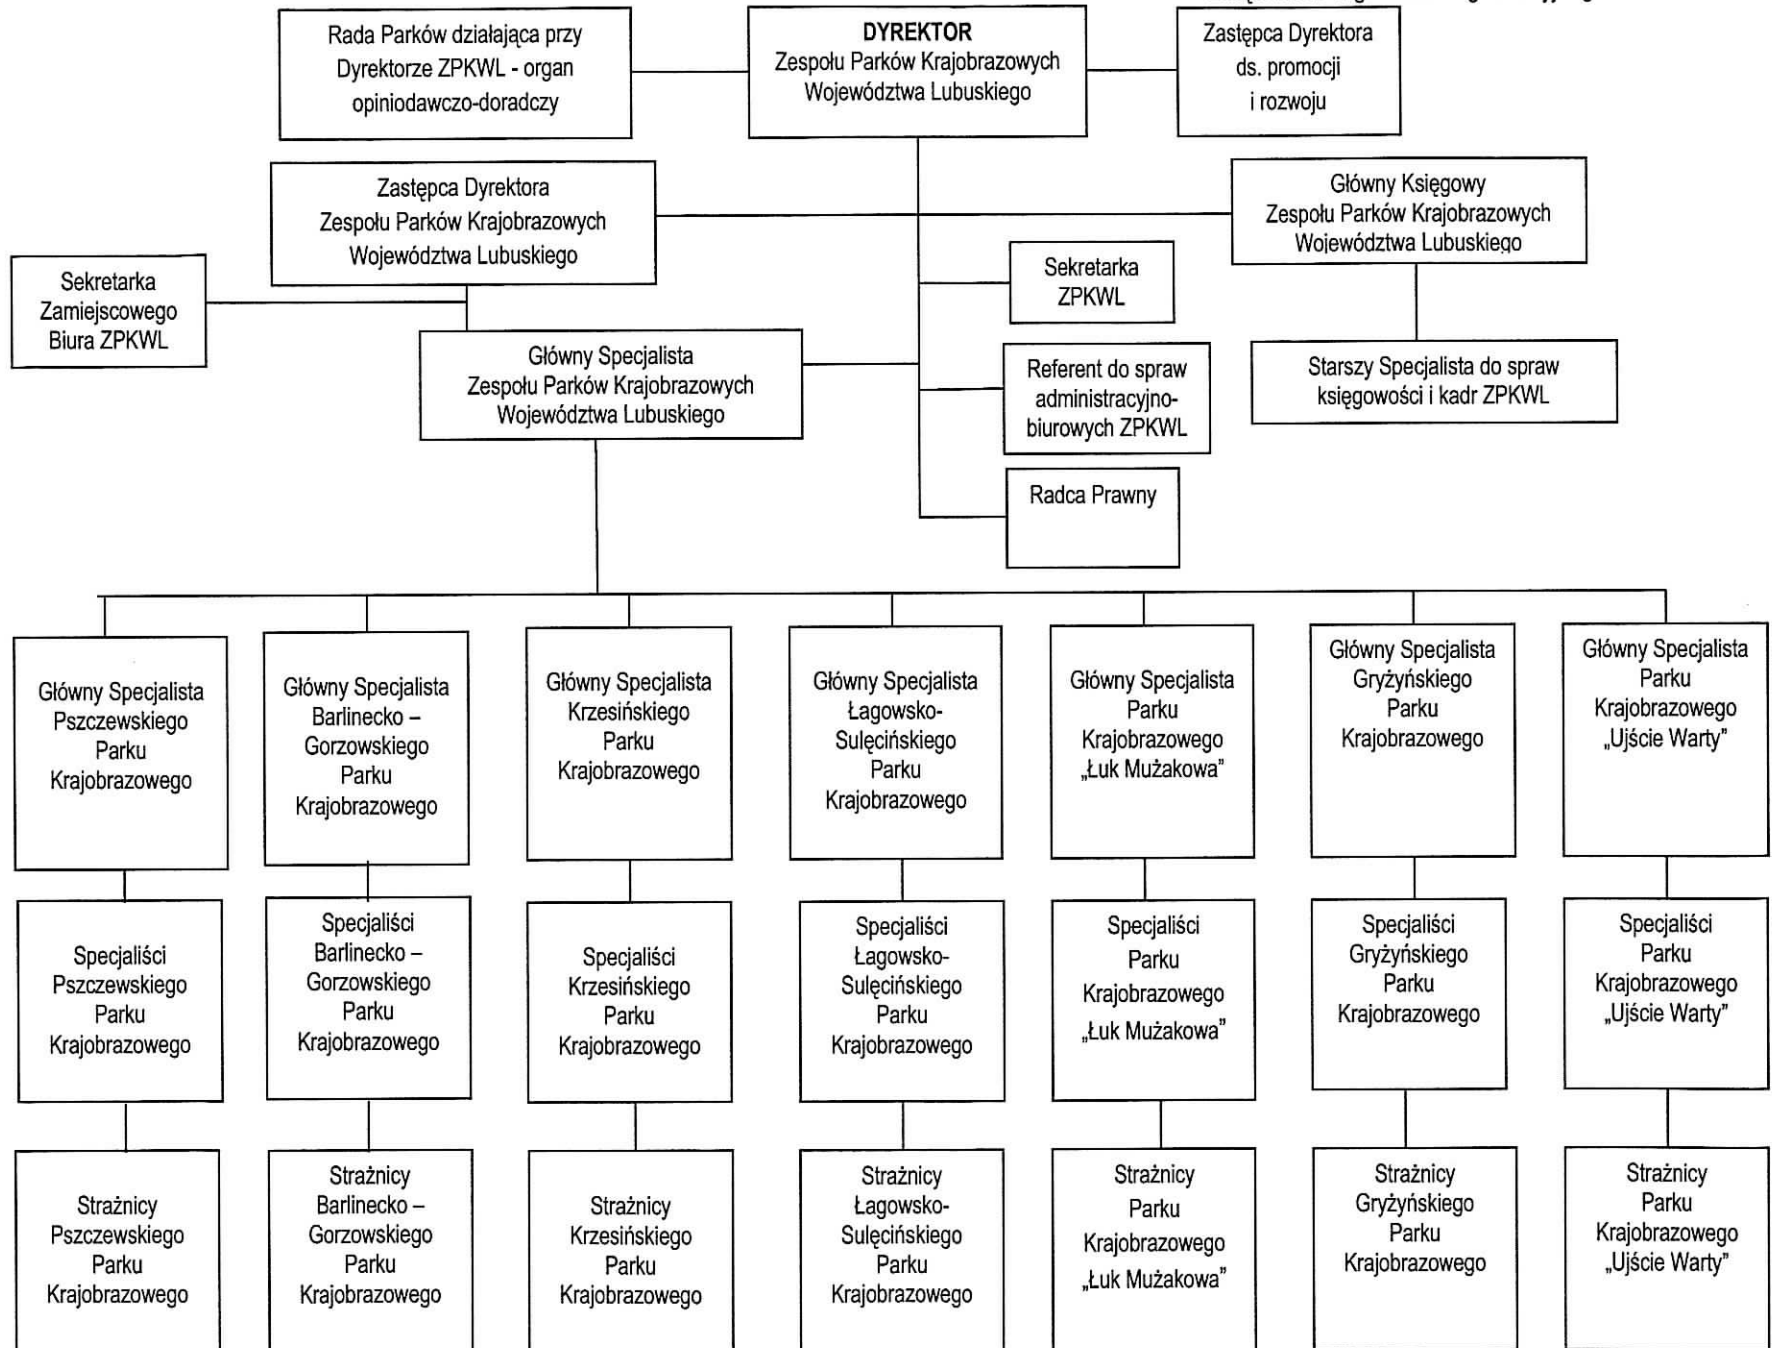 Rada Parków działająca przy
Dyrektorze ZPKWL - organ
opiniodawczo-doradczy
DYREKTOR
Zespołu Parków Krajobrazowych
Województwa Lubuskiego
Zastępca Dyrektora
ds. promocji
i rozwoju
Zastępca Dyrektora
Zespołu Parków Krajobrazowych
Województwa Lubuskiego
Główny Księgowy
Zespołu Parków Krajobrazowych
Województwa Lubuskiego
Sekretarka
Zamiejscowego
Biura ZPKWL
Sekretarka
ZPKWL
Główny Specjalista
Zespołu Parków Krajobrazowych
Województwa Lubuskiego
Referent do spraw
administracyjno-
biurowych ZPKWL
Starszy Specjalista do spraw
księgowości i kadr ZPKWL
Radca Prawny
Główny Specjalista
Pszczewskiego
Parku
Krajobrazowego
Główny Specjalista
Barlinecko –
Gorzowskiego
Parku
Krajobrazowego
Główny Specjalista
Krzesińskiego
Parku
Krajobrazowego
Główny Specjalista
Łagowsko-
Sulęcińskiego
Parku
Krajobrazowego
Główny Specjalista
Parku
Krajobrazowego
„Łuk Mużakowa”
Główny Specjalista
Gryżyńskiego
Parku
Krajobrazowego
Główny Specjalista
Parku
Krajobrazowego
„Ujście Warty”
Specjaliści
Pszczewskiego
Parku
Krajobrazowego
Specjaliści
Barlinecko –
Gorzowskiego
Parku
Krajobrazowego
Specjaliści
Krzesińskiego
Parku
Krajobrazowego
Specjaliści
Łagowsko-
Sulęcińskiego
Parku
Krajobrazowego
Specjaliści
Parku
Krajobrazowego
„Łuk Mużakowa”
Specjaliści
Gryżyńskiego
Parku
Krajobrazowego
Specjaliści
Parku
Krajobrazowego
„Ujście Warty”
Strażnicy
Pszczewskiego
Parku
Krajobrazowego
Strażnicy
Barlinecko –
Gorzowskiego
Parku
Krajobrazowego
Strażnicy
Krzesińskiego
Parku
Krajobrazowego
Strażnicy
Łagowsko-
Sulęcińskiego
Parku
Krajobrazowego
Strażnicy
Parku
Krajobrazowego
„Łuk Mużakowa”
Strażnicy
Gryżyńskiego
Parku
Krajobrazowego
Strażnicy
Parku
Krajobrazowego
„Ujście Warty”